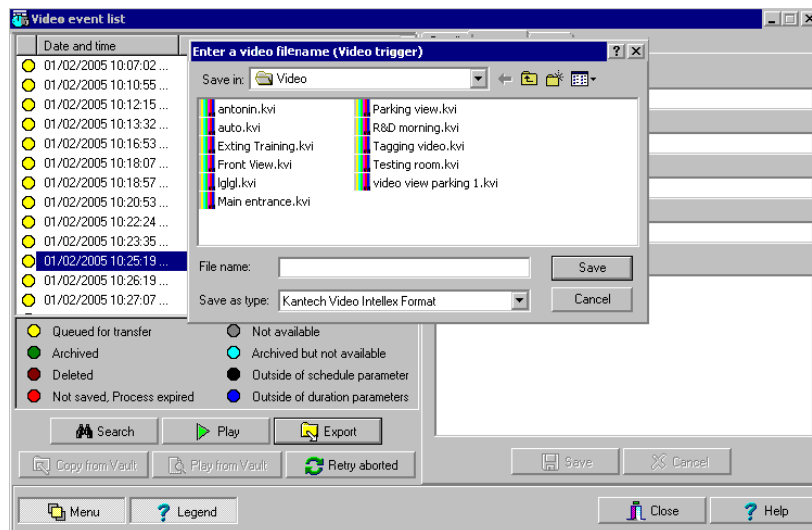 Video event list
Date and time
01/02/2005 10:07:02 ...
01/02/2005 10:10:55 ...
01/02/2005 10:12:15 ...
01/02/2005 10:13:32 ...
01/02/2005 10:16:53 ...
01/02/2005 10:18:07 ...
01/02/2005 10:18:57 ...
01/02/2005 10:20:53 ...
01/02/2005 10:22:24 ...
01/02/2005 10:23:35 ...
01/02/2005 10:25:19 ...
01/02/2005 10:26:19 ...
01/02/2005 10:27:07 ...
Enter a video filename (Video trigger)
Save in: Video
antonin.kvi
auto.kvi
Exting Training.kvi
Front View.kvi
lglgl.kvi
Main entrance.kvi
Parking view.kvi
R&D morning.kvi
Tagging video.kvi
Testing room.kvi
video view parking 1.kvi
File name:
Save
Save as type: Kantech Video Intellex Format
Cancel
Queued for transfer
Archived
Deleted
Not saved, Process expired
Not available
Archived but not available
Outside of schedule parameter
Outside of duration parameters
Search
Play
Export
Copy from Vault
Play from Vault
Retry aborted
Save
Cancel
Menu
Legend
Close
Help